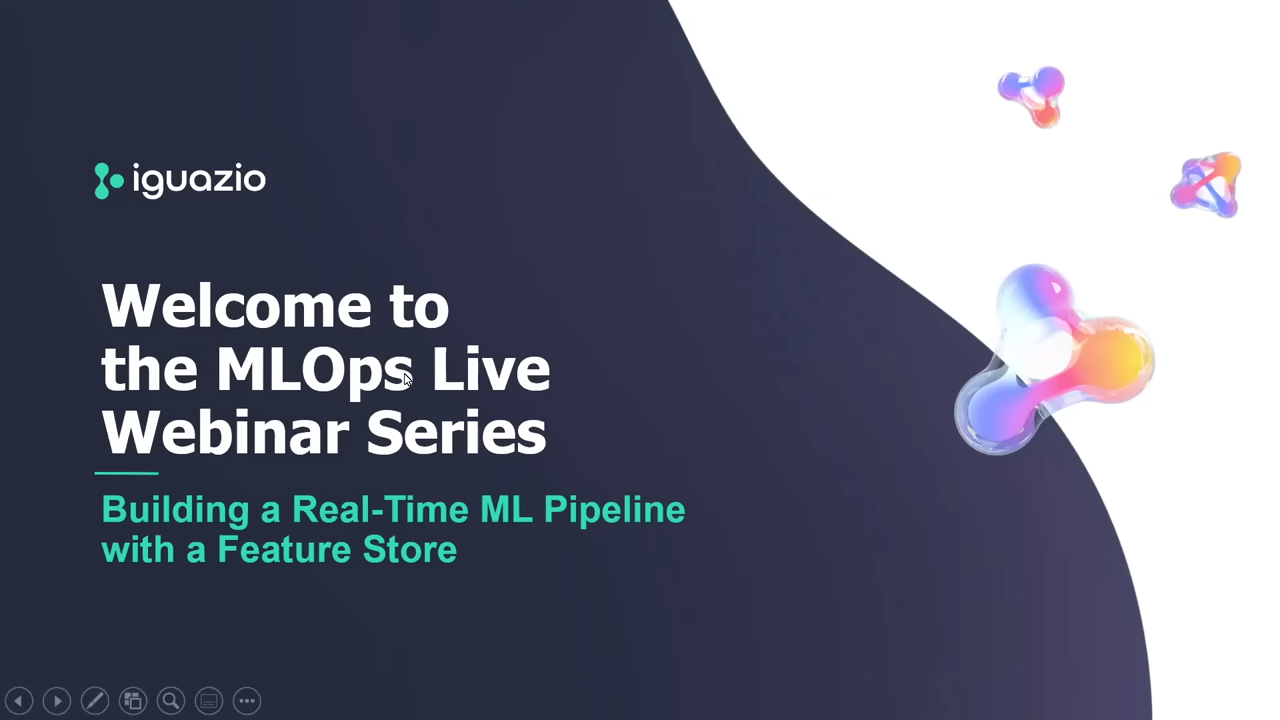 iguazio
Welcome to
the MLOps Live
Webinar Series
Building a Real-Time ML Pipeline
with a Feature Store